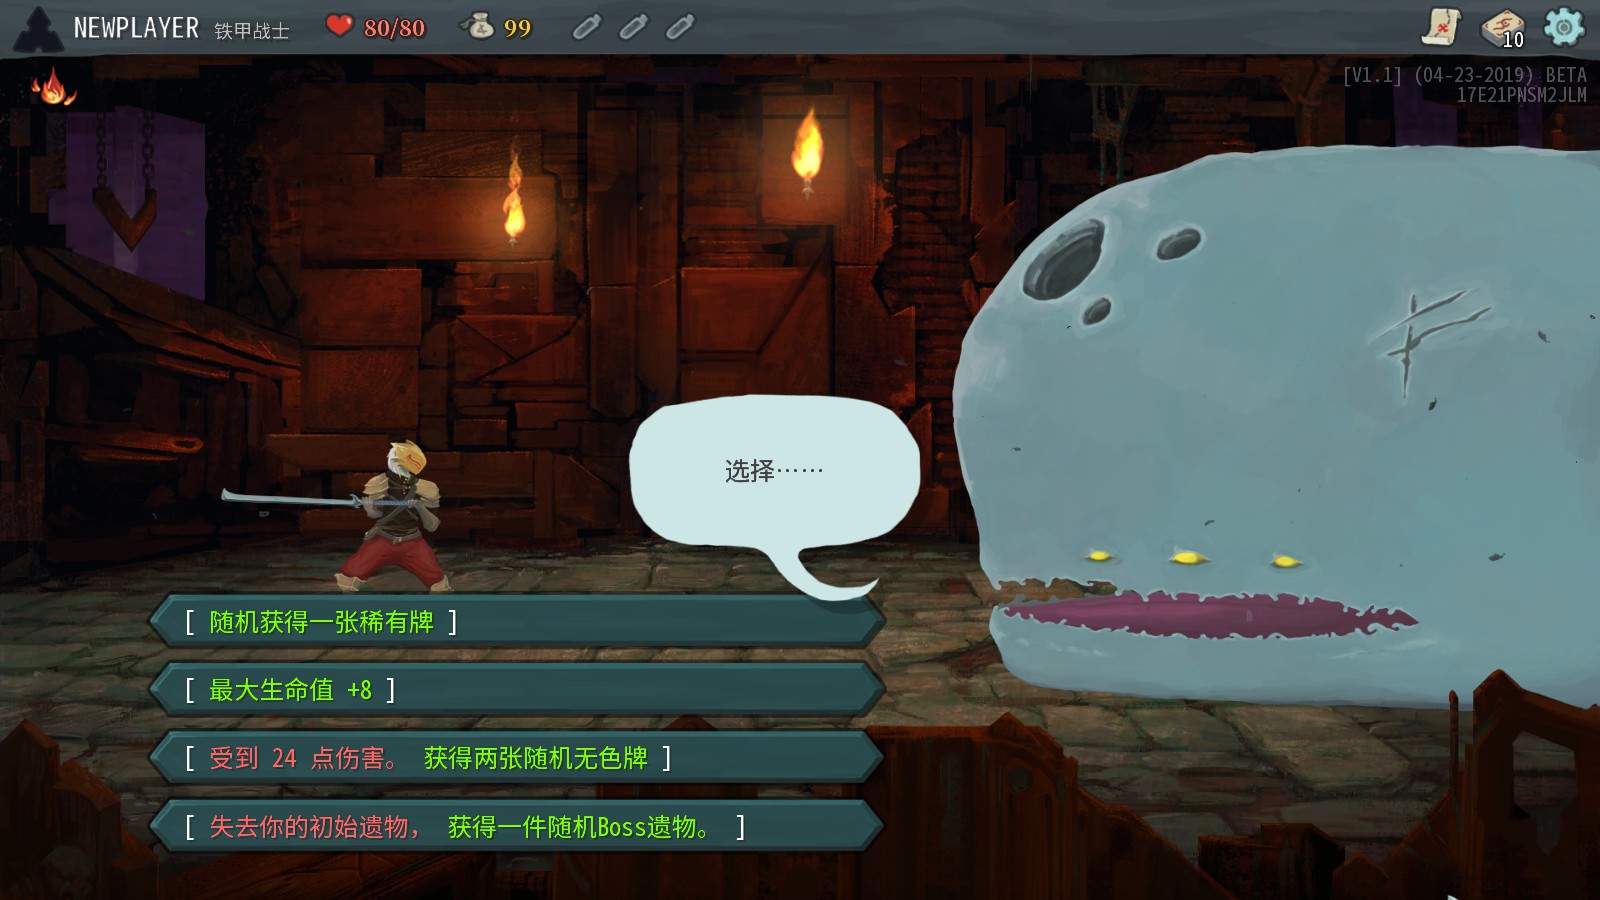 NEWPLAYER 铁甲战士 80/80 99
10
[V1.1] (04-23-2019) BETA
17E21PNSM2JLM
选择……
[ 随机获得一张稀有牌 ]
[ 最大生命值 +8 ]
[ 受到 24 点伤害。 获得两张随机无色牌 ]
[ 失去你的初始遗物， 获得一件随机Boss遗物。 ]